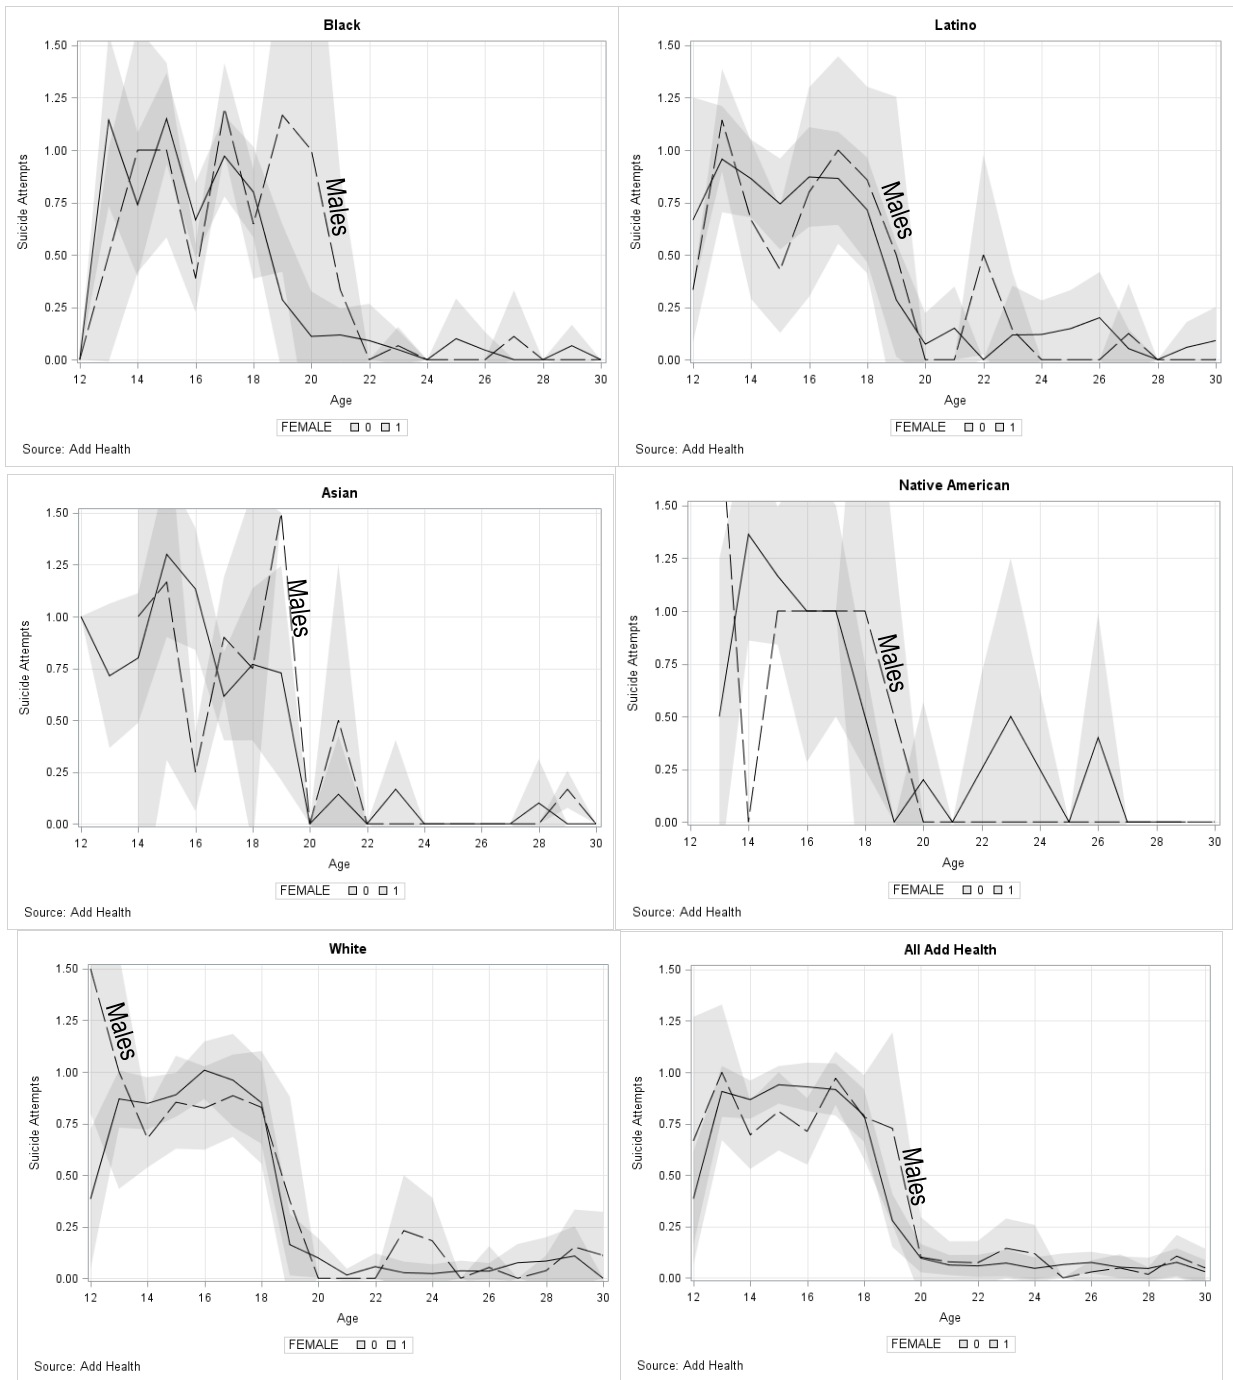 Black
Suicide Attempts
1.50
1.25
1.00
0.75
0.50
0.25
0.00
Males
12 14 16 18 20 22 24 26 28 30
Age
FEMALE 0 1
Source: Add Health
Latino
Suicide Attempts
1.50
1.25
1.00
0.75
0.50
0.25
0.00
Males
12 14 16 18 20 22 24 26 28 30
Age
FEMALE 0 1
Source: Add Health
Asian
Suicide Attempts
1.50
1.25
1.00
0.75
0.50
0.25
0.00
Males
12 14 16 18 20 22 24 26 28 30
Age
FEMALE 0 1
Source: Add Health
Native American
Suicide Attempts
1.50
1.25
1.00
0.75
0.50
0.25
0.00
Males
12 14 16 18 20 22 24 26 28 30
Age
FEMALE 0 1
Source: Add Health
White
Suicide Attempts
1.50
1.25
1.00
0.75
0.50
0.25
0.00
Males
12 14 16 18 20 22 24 26 28 30
Age
FEMALE 0 1
Source: Add Health
All Add Health
Suicide Attempts
1.50
1.25
1.00
0.75
0.50
0.25
0.00
Males
12 14 16 18 20 22 24 26 28 30
Age
FEMALE 0 1
Source: Add Health